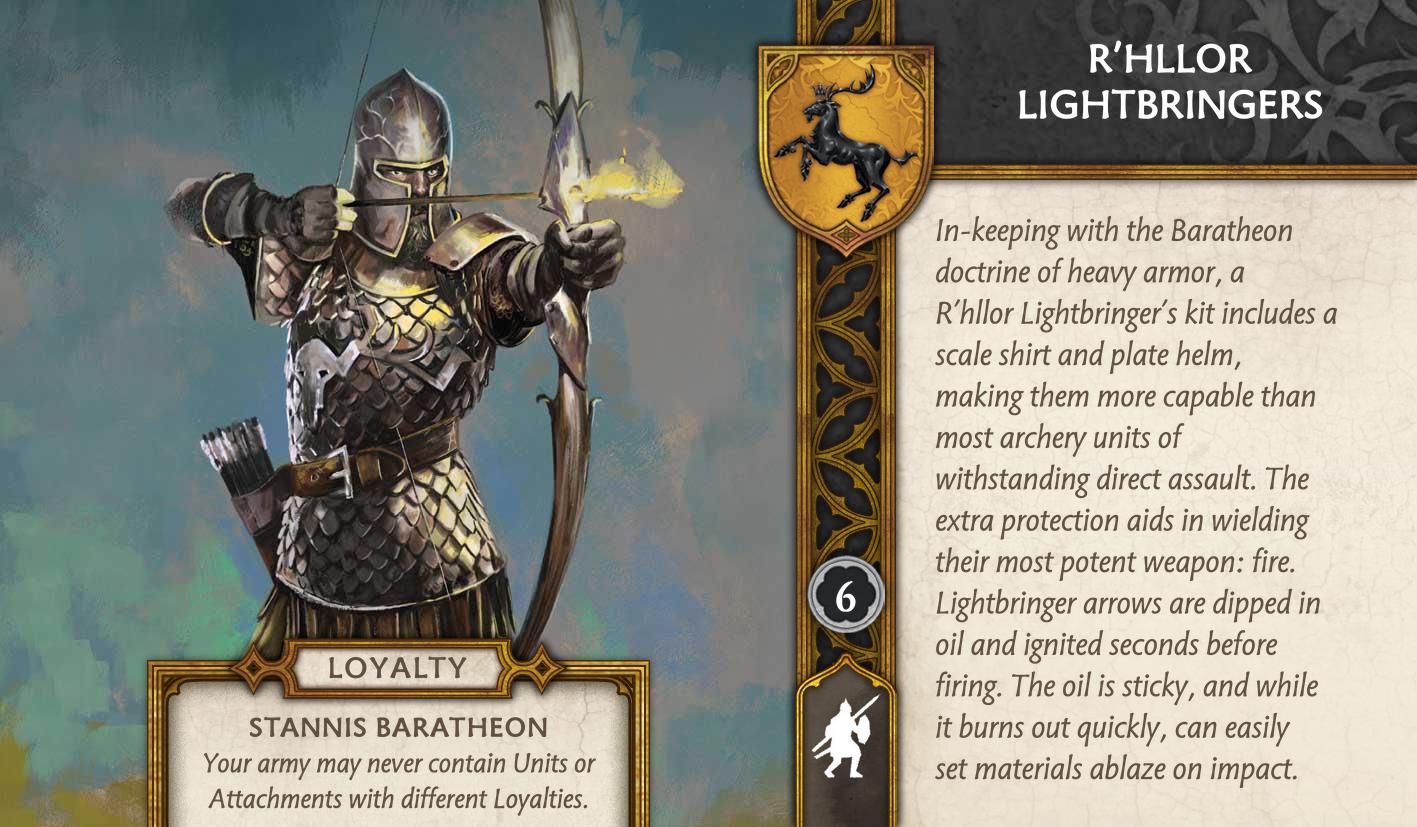 R'HLLOR
LIGHTBRINGERS
In-keeping with the Baratheon
doctrine of heavy armor, a
R'hllor Lightbringer's kit includes a
scale shirt and plate helm,
making them more capable than
most archery units of
withstanding direct assault. The
extra protection aids in wielding
their most potent weapon: fire.
Lightbringer arrows are dipped in
oil and ignited seconds before
firing. The oil is sticky, and while
it burns out quickly, can easily
set materials ablaze on impact.
6
LOYALTY
STANNIS BARATHEON
Your army may never contain Units or
Attachments with different Loyalties.